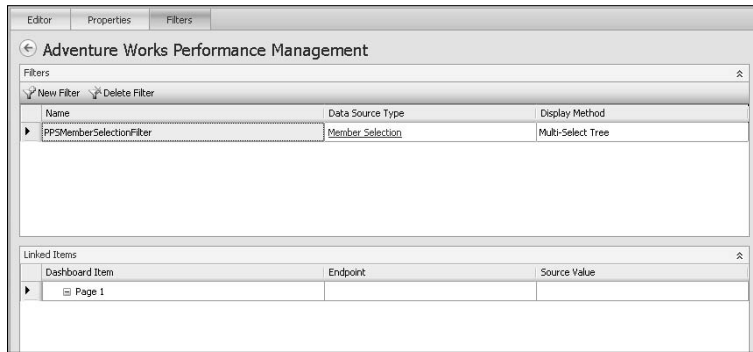 Editor Properties Filters
Adventure Works Performance Management
Filters
New Filter Delete Filter
Name Data Source Type Display Method
PPSMemberSelectionFilter Member Selection Multi-Select Tree
Linked Items
Dashboard Item Endpoint Source Value
Page 1